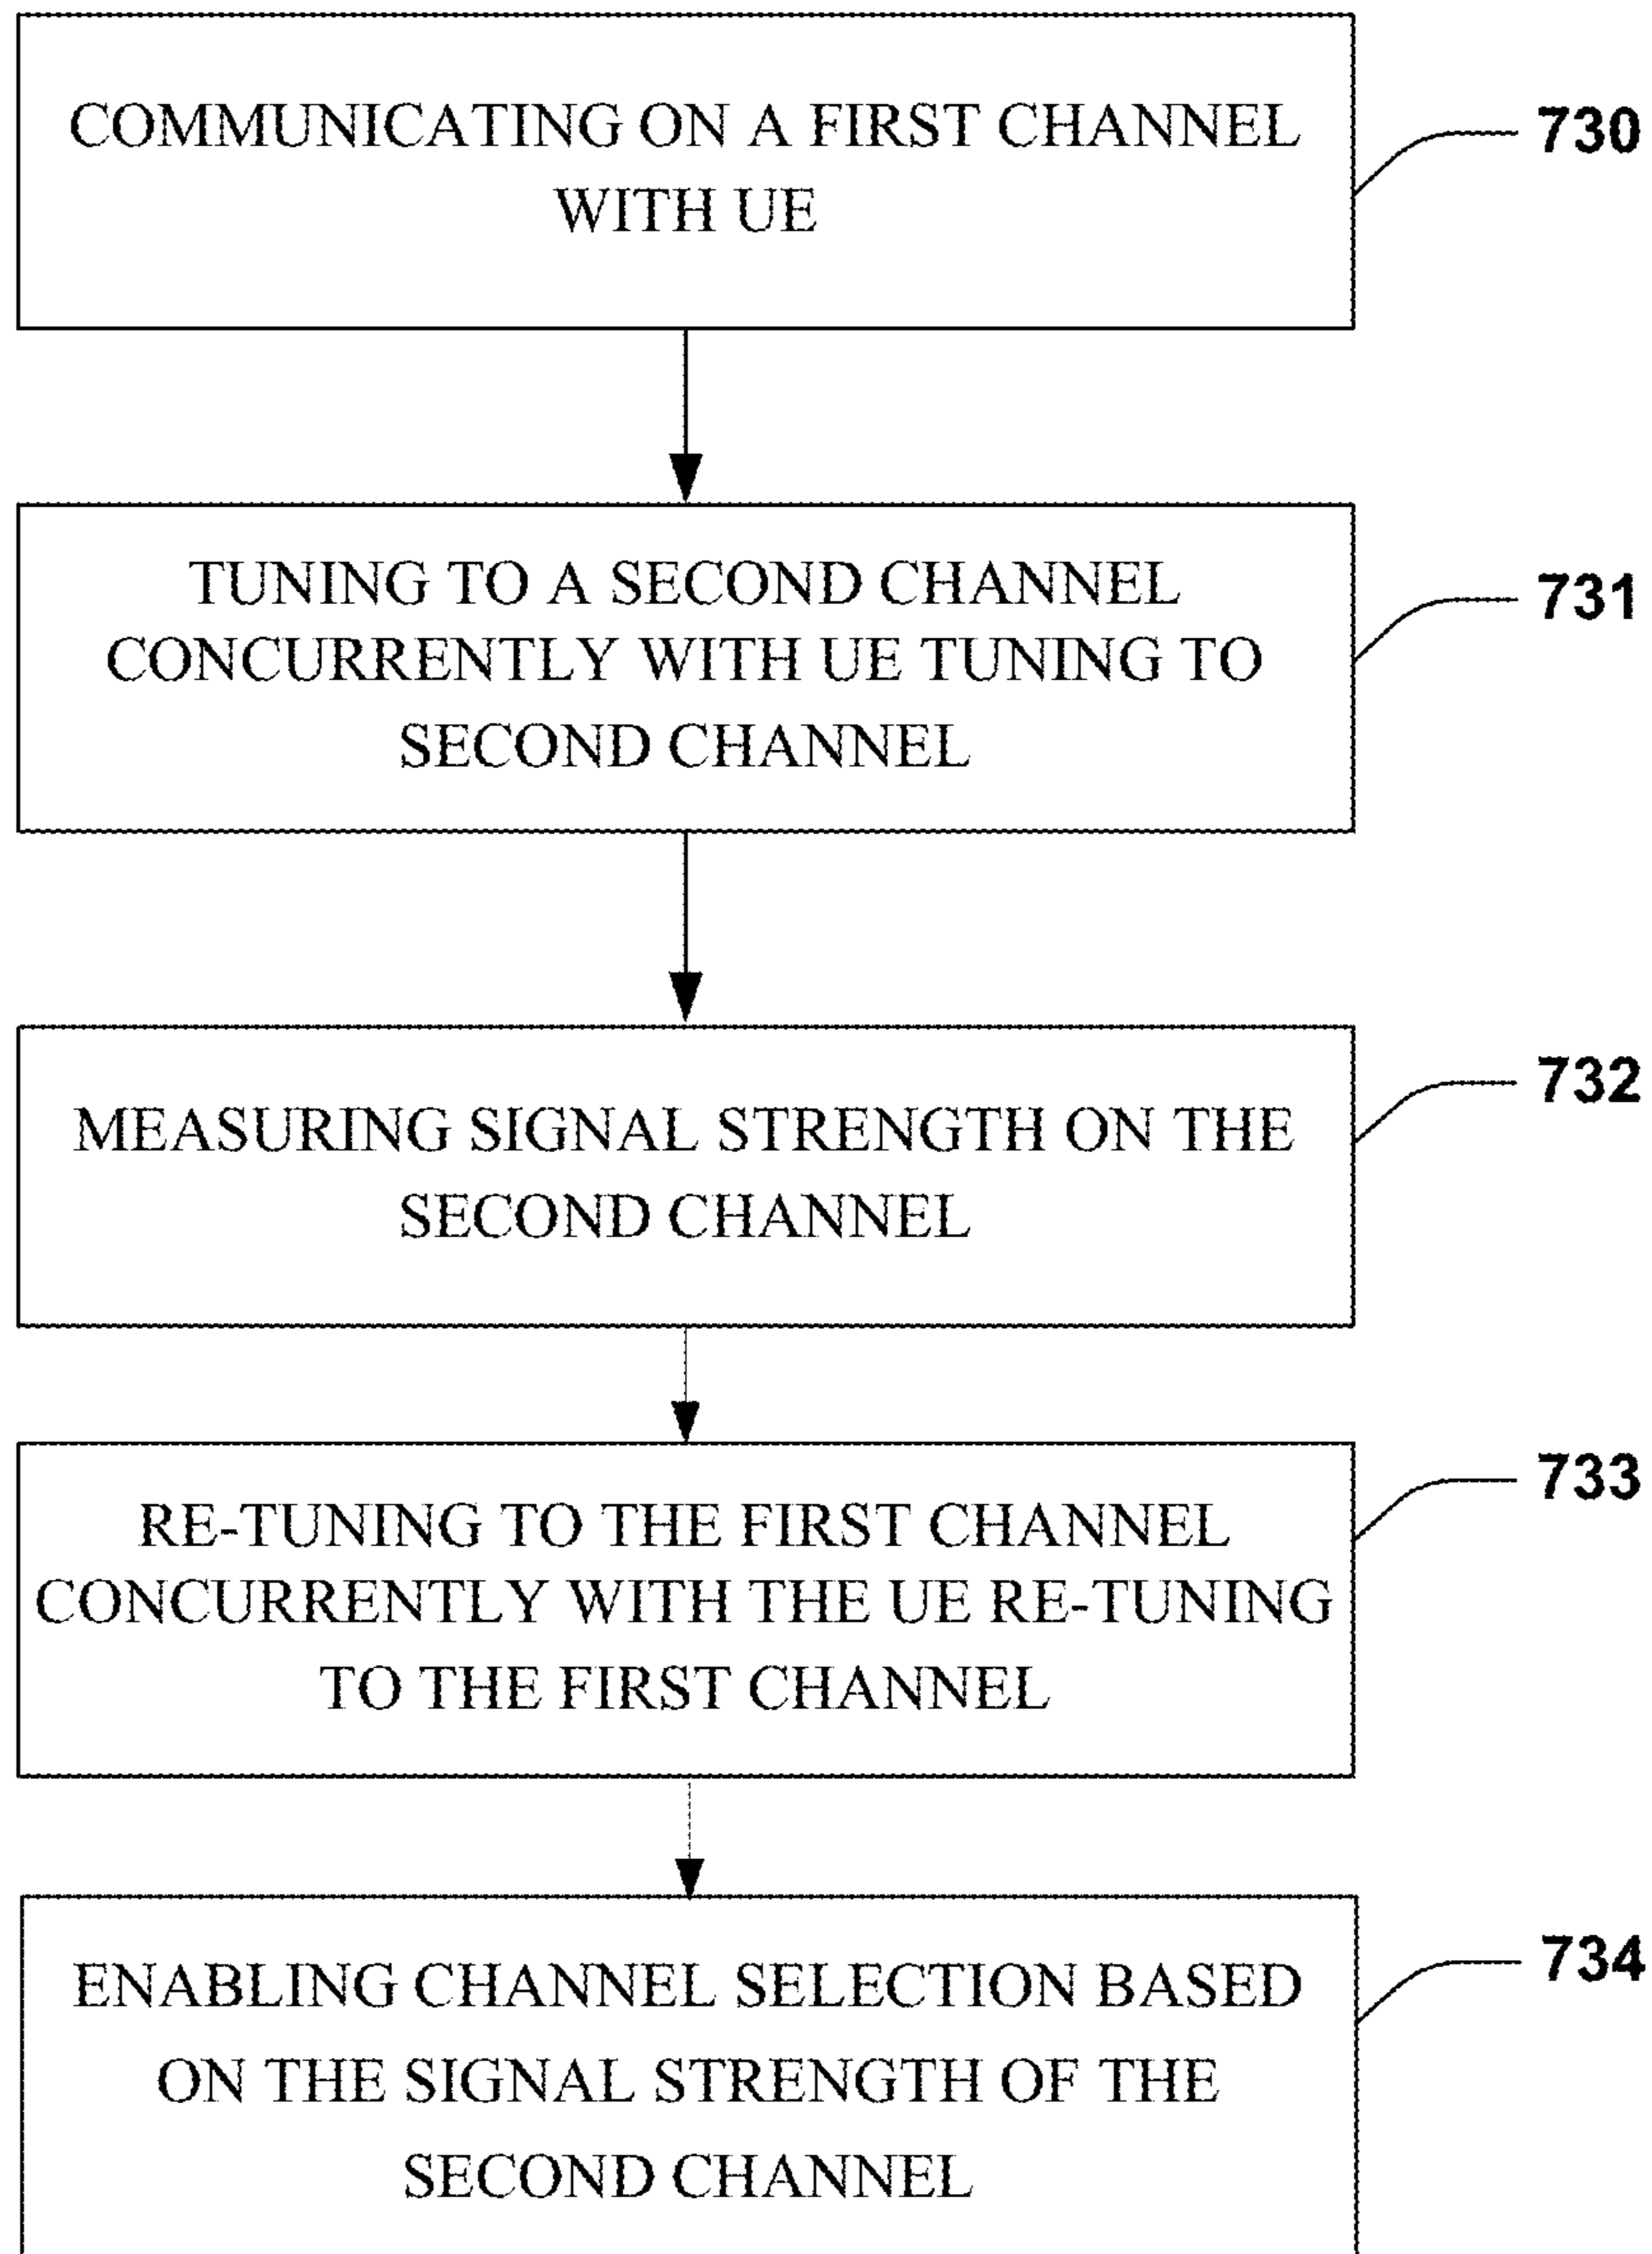 COMMUNICATING ON A FIRST CHANNEL
WITH UE
730
TUNING TO A SECOND CHANNEL
CONCURRENTLY WITH UE TUNING TO
SECOND CHANNEL
731
MEASURING SIGNAL STRENGTH ON THE
SECOND CHANNEL
732
RE-TUNING TO THE FIRST CHANNEL
CONCURRENTLY WITH THE UE RE-TUNING
TO THE FIRST CHANNEL
733
ENABLING CHANNEL SELECTION BASED
ON THE SIGNAL STRENGTH OF THE
SECOND CHANNEL
734